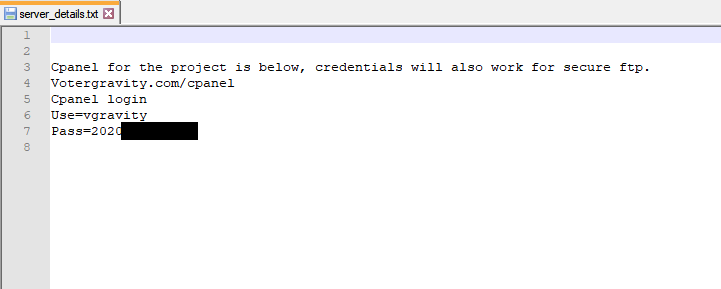 server_details.txt
1
2
3 Cpanel for the project is below, credentials will also work for secure ftp.
4 Votergravity.com/cpanel
5 Cpanel login
6 Use=vgravity
7 Pass=2020
8